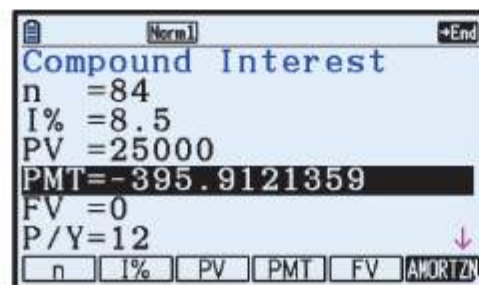 Norm1 →End
Compound Interest
n =84
I% =8.5
PV =25000
PMT=-395.9121359
FV =0
P/Y=12 ↓
n I% PV PMT FV AMORTZN